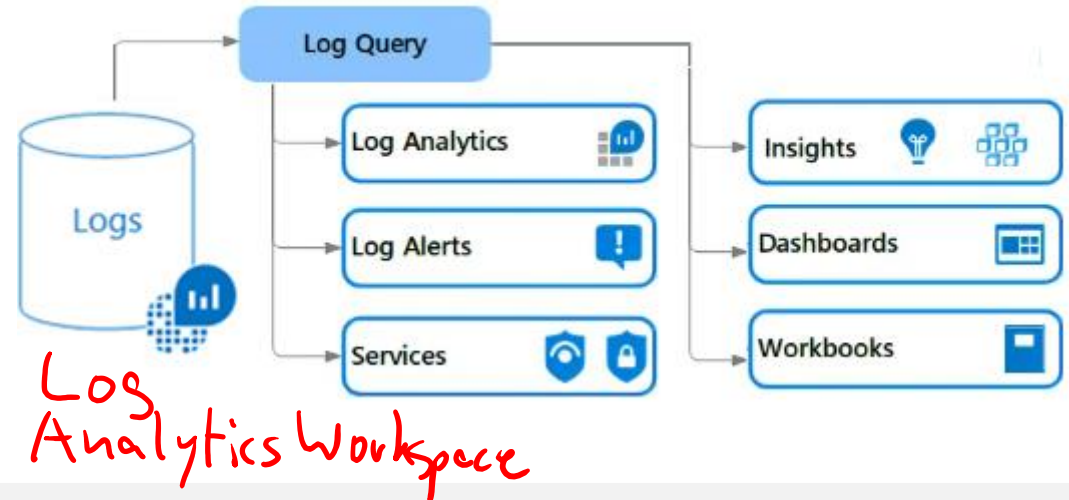 Log Query
Logs
Log Analytics
Log Alerts
Services
Insights
Dashboards
Workbooks
Log
Analytics Workspace